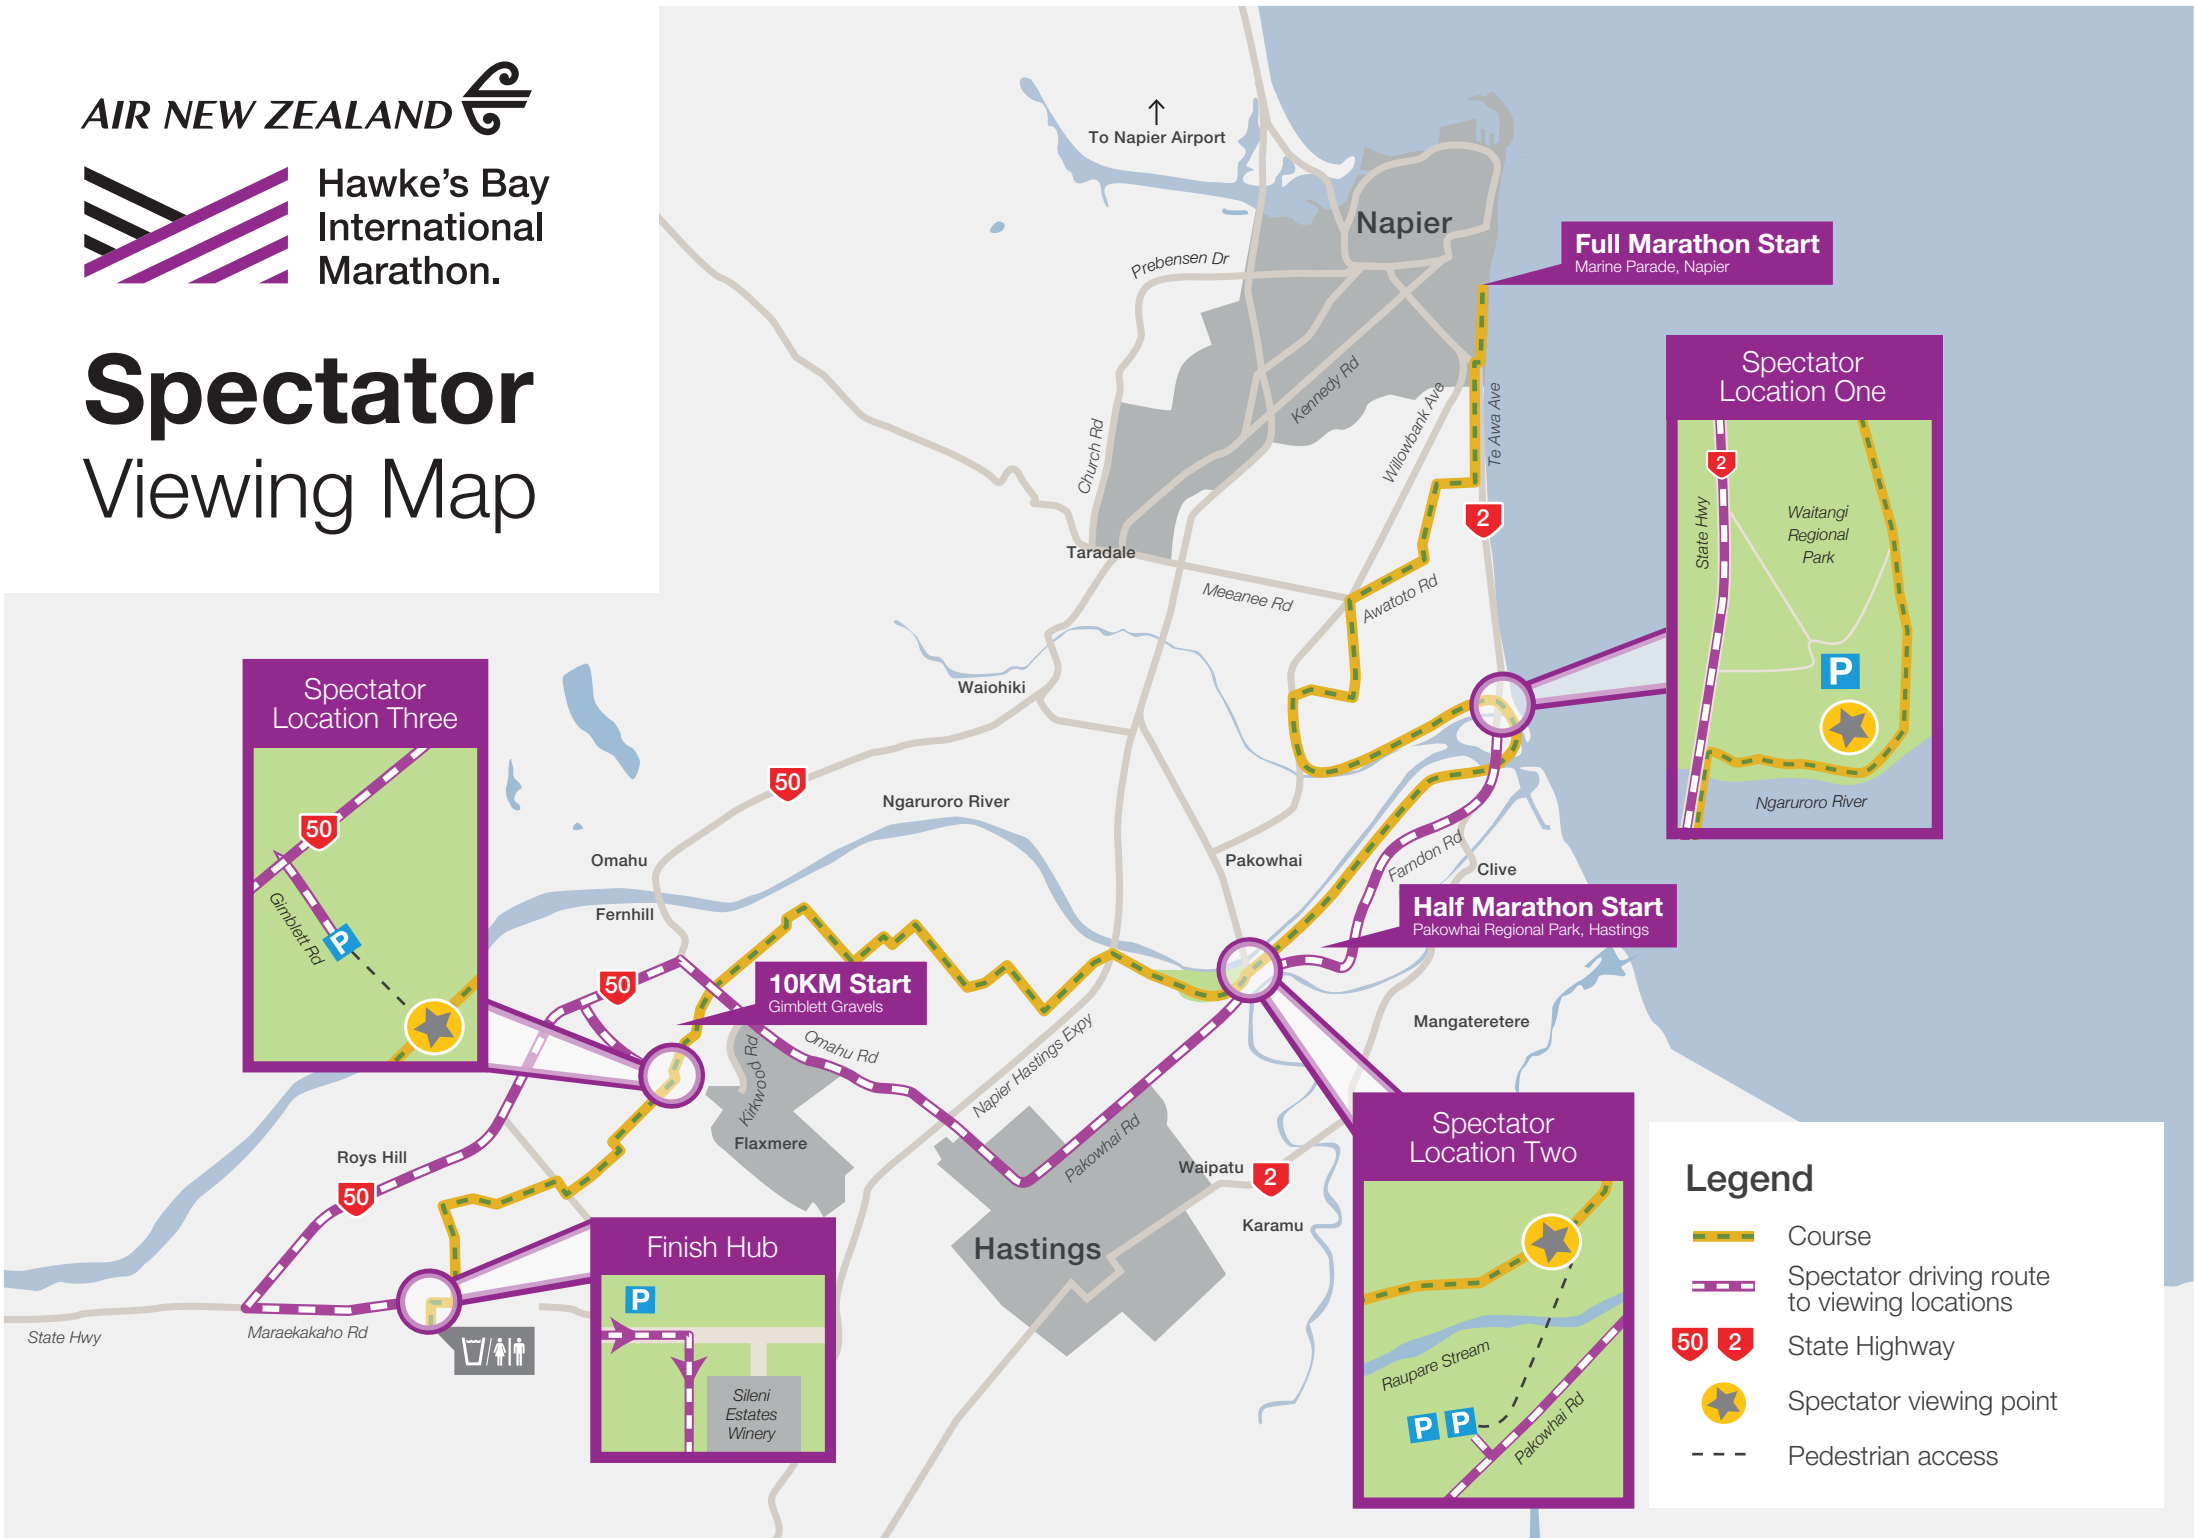 AIR NEW ZEALAND
Hawke's Bay
International
Marathon.
Spectator
Viewing Map
To Napier Airport
Napier
Full Marathon Start
Marine Parade, Napier
Prebensen Dr
Kennedy Rd
Church Rd
Willowbank Ave
Te Awa Ave
2
Taradale
Meeanee Rd
Awatoto Rd
Spectator
Location One
2
State Hwy
Waitangi
Regional
Park
P
Ngaruroro River
Waiohiki
50
Ngaruroro River
Omahu
Fernhill
Pakowhai
Farndon Rd
Clive
Half Marathon Start
Pakowhai Regional Park, Hastings
Spectator
Location Three
50
Gimblett Rd
P
50
10KM Start
Gimblett Gravels
Omahu Rd
Kirkwood Rd
Napier Hastings Expy
Mangateretere
Flaxmere
Pakowhai Rd
Waipatu
2
Karamu
Hastings
Roys Hill
50
State Hwy
Maraekakaho Rd
Finish Hub
P
Sileni
Estates
Winery
Spectator
Location Two
Raupare Stream
P P
Pakowhai Rd
Legend
Course
Spectator driving route
to viewing locations
50 2 State Highway
Spectator viewing point
Pedestrian access